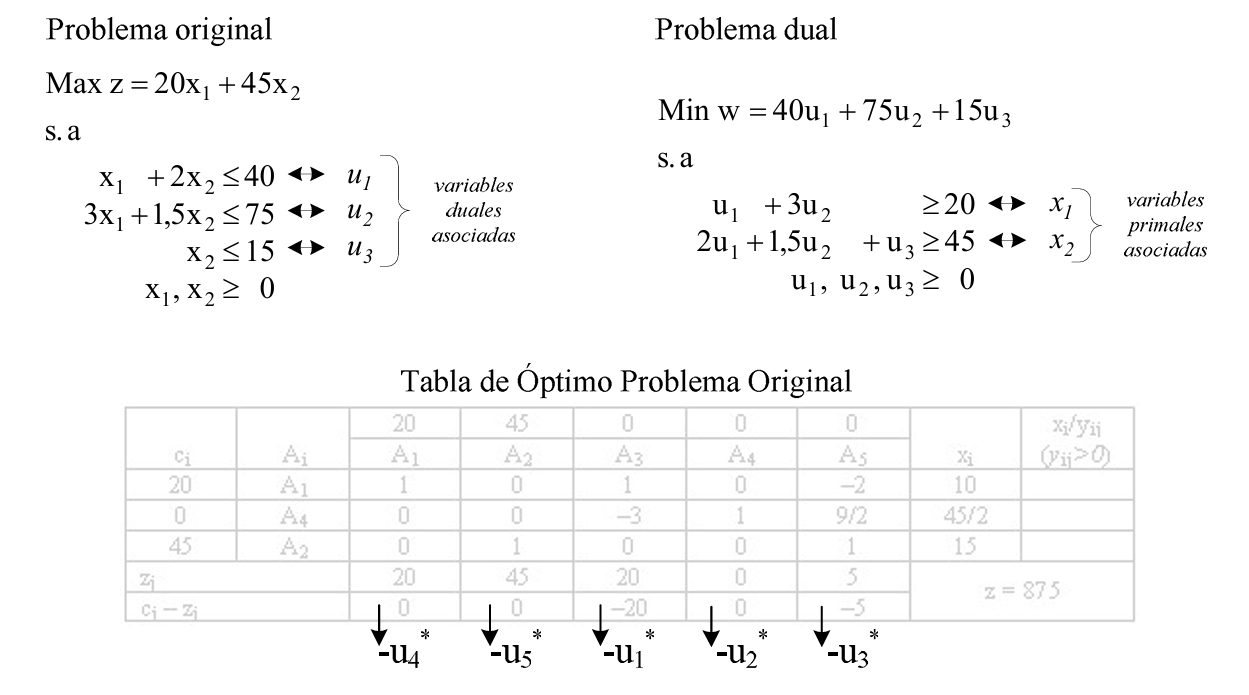 Problema original
Max z = 20x₁ + 45x₂
s. a
x₁ + 2x₂ ≤ 40 ↔ u₁
3x₁ + 1,5x₂ ≤ 75 ↔ u₂
x₂ ≤ 15 ↔ u₃
x₁, x₂ ≥ 0
variables
duales
asociadas
Problema dual
Min w = 40u₁ + 75u₂ + 15u₃
s. a
u₁ + 3u₂ ≥ 20 ↔ x₁
2u₁ + 1,5u₂ + u₃ ≥ 45 ↔ x₂
u₁, u₂, u₃ ≥ 0
variables
primales
asociadas
Tabla de Óptimo Problema Original
20 45 0 0 0 xᵢ/yᵢⱼ
cᵢ Aᵢ A₁ A₂ A₃ A₄ A₅ xᵢ (yᵢⱼ>0)
20 A₁ 1 0 1 0 –2 10
0 A₄ 0 0 –3 1 9/2 45/2
45 A₂ 0 1 0 0 1 15
zⱼ 20 45 20 0 5 z = 875
cⱼ – zⱼ 0 0 –20 0 –5
-u₄* -u₅* -u₁* -u₂* -u₃*